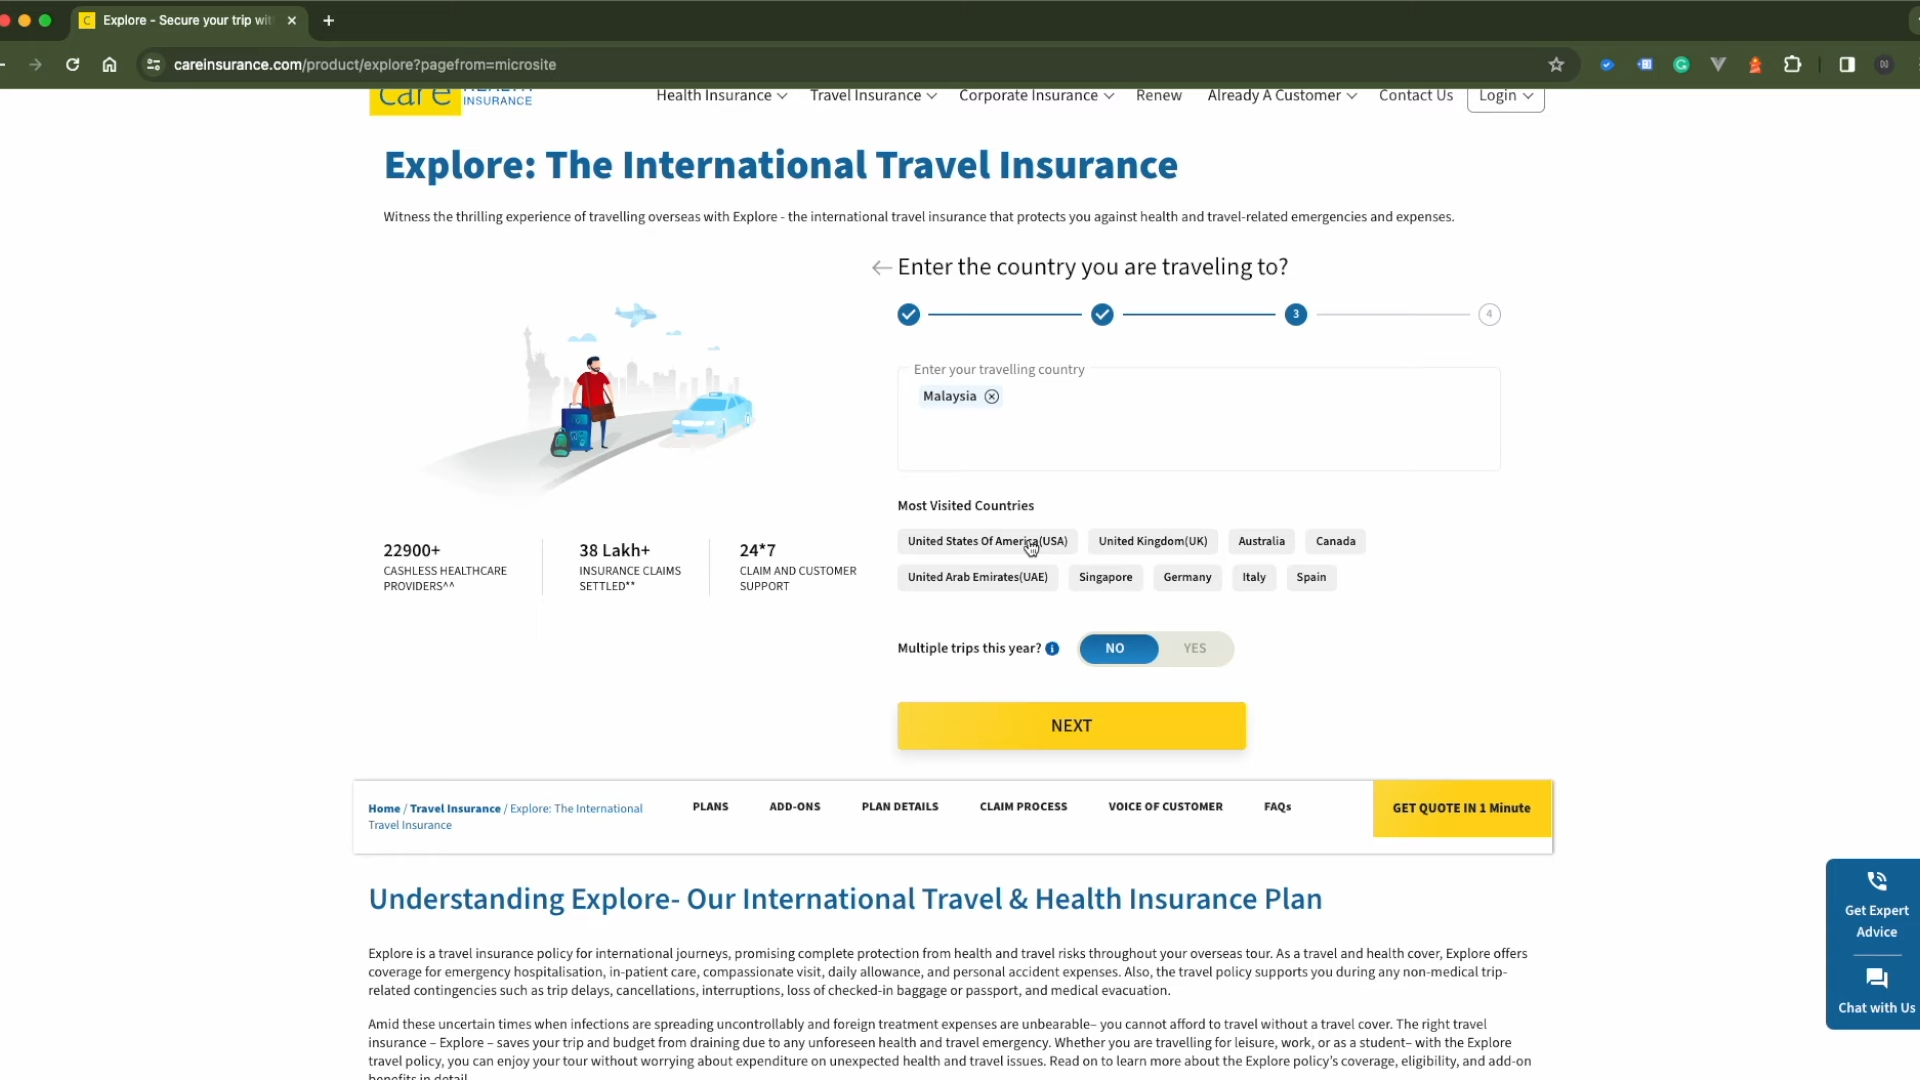 Explore - Secure your trip wit
careinsurance.com/product/explore?pagefrom=microsite
care HEALTH INSURANCE
Health Insurance Travel Insurance Corporate Insurance Renew Already A Customer Contact Us Login
Explore: The International Travel Insurance
Witness the thrilling experience of travelling overseas with Explore - the international travel insurance that protects you against health and travel-related emergencies and expenses.
Enter the country you are traveling to?
3 4
Enter your travelling country
Malaysia
Most Visited Countries
United States Of America(USA) United Kingdom(UK) Australia Canada
United Arab Emirates(UAE) Singapore Germany Italy Spain
22900+
CASHLESS HEALTHCARE
PROVIDERS^^
38 Lakh+
INSURANCE CLAIMS
SETTLED**
24*7
CLAIM AND CUSTOMER
SUPPORT
Multiple trips this year? NO YES
NEXT
Home / Travel Insurance / Explore: The International
Travel Insurance
PLANS ADD-ONS PLAN DETAILS CLAIM PROCESS VOICE OF CUSTOMER FAQs
GET QUOTE IN 1 Minute
Understanding Explore- Our International Travel & Health Insurance Plan
Explore is a travel insurance policy for international journeys, promising complete protection from health and travel risks throughout your overseas tour. As a travel and health cover, Explore offers
coverage for emergency hospitalisation, in-patient care, compassionate visit, daily allowance, and personal accident expenses. Also, the travel policy supports you during any non-medical trip-
related contingencies such as trip delays, cancellations, interruptions, loss of checked-in baggage or passport, and medical evacuation.
Amid these uncertain times when infections are spreading uncontrollably and foreign treatment expenses are unbearable– you cannot afford to travel without a travel cover. The right travel
insurance – Explore – saves your trip and budget from draining due to any unforeseen health and travel emergency. Whether you are travelling for leisure, work, or as a student– with the Explore
travel policy, you can enjoy your tour without worrying about expenditure on unexpected health and travel issues. Read on to learn more about the Explore policy's coverage, eligibility, and add-on
benefits in detail.
Get Expert
Advice
Chat with Us